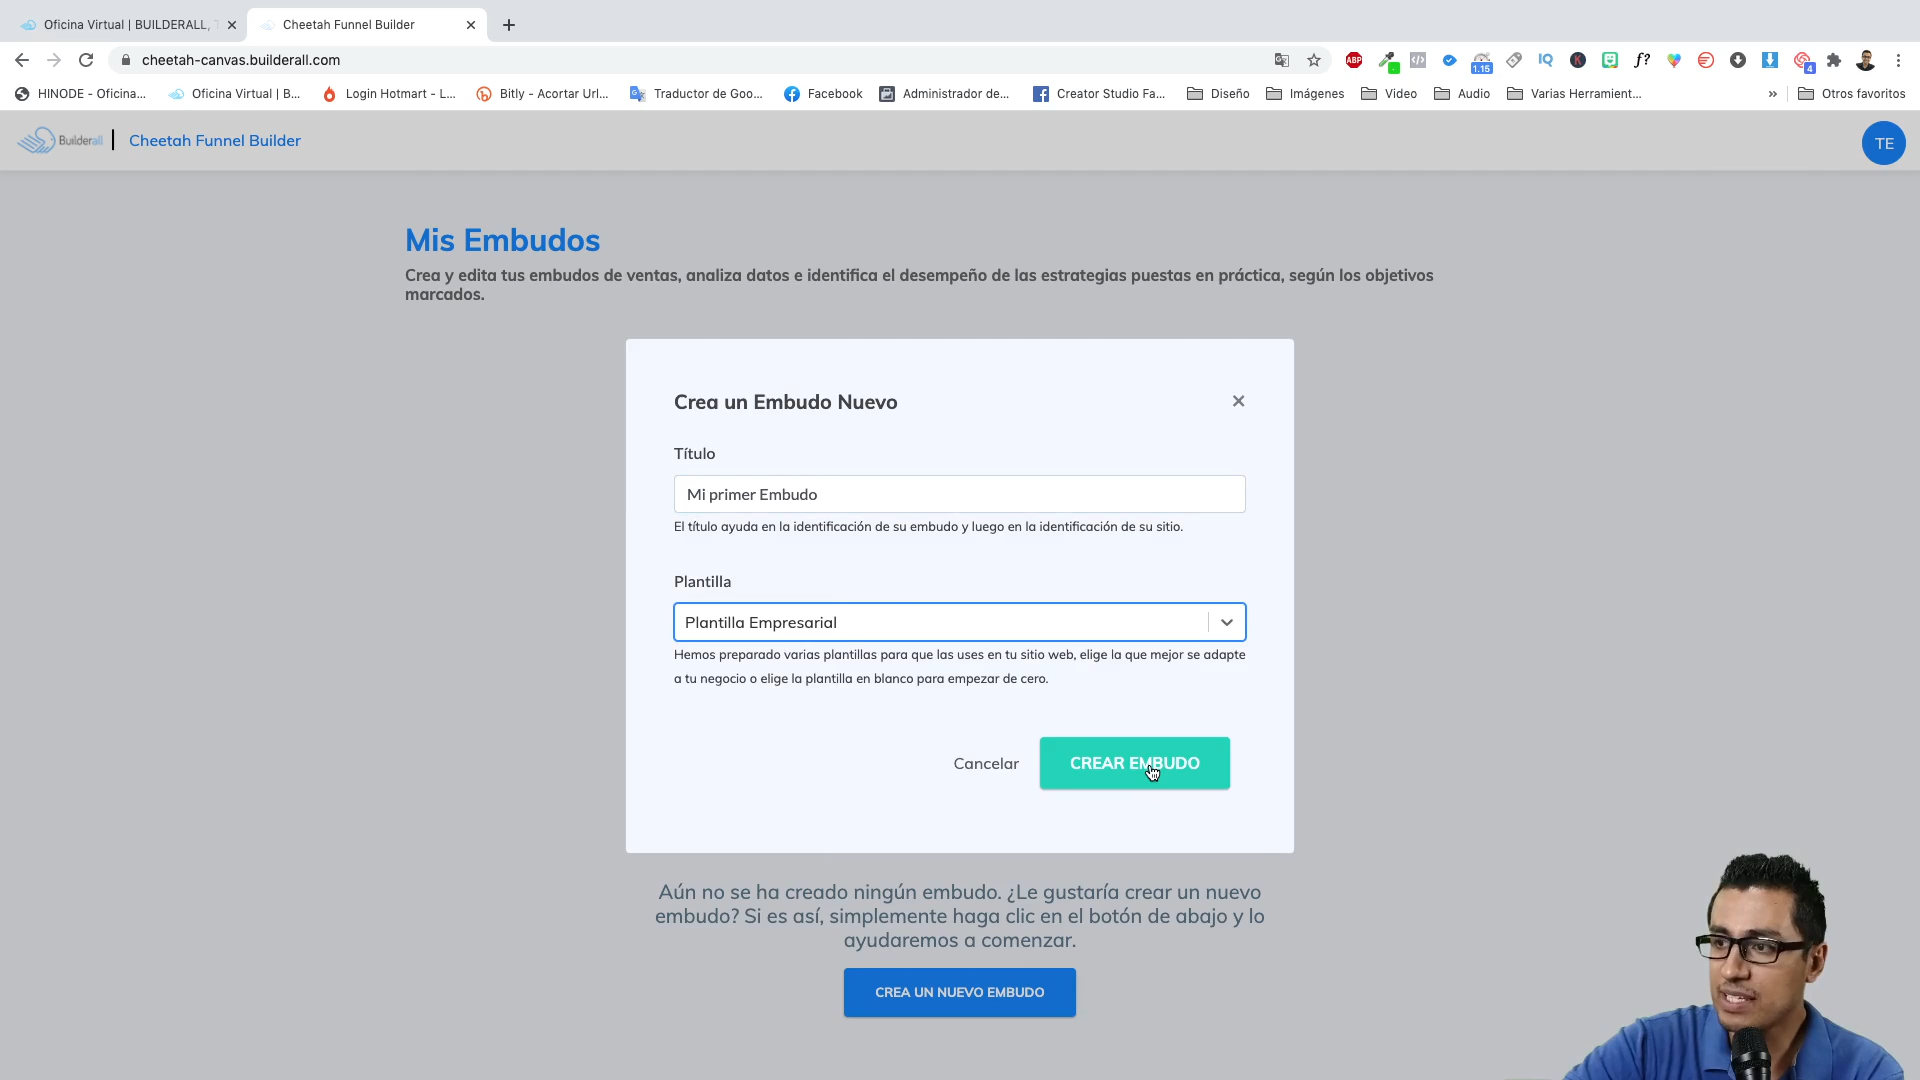 Oficina Virtual | BUILDERALL,
Cheetah Funnel Builder
cheetah-canvas.builderall.com
ABP
1.15
IQ
K
f?
4
HINODE - Oficina...
Oficina Virtual | B...
Login Hotmart - L...
Bitly - Acortar Url...
Traductor de Goo...
Facebook
Administrador de...
Creator Studio Fa...
Diseño
Imágenes
Video
Audio
Varias Herramient...
»
Otros favoritos
Builderall
Cheetah Funnel Builder
TE
Mis Embudos
Crea y edita tus embudos de ventas, analiza datos e identifica el desempeño de las estrategias puestas en práctica, según los objetivos
marcados.
Crea un Embudo Nuevo
Título
Mi primer Embudo
El título ayuda en la identificación de su embudo y luego en la identificación de su sitio.
Plantilla
Plantilla Empresarial
Hemos preparado varias plantillas para que las uses en tu sitio web, elige la que mejor se adapte
a tu negocio o elige la plantilla en blanco para empezar de cero.
Cancelar
CREAR EMBUDO
Aún no se ha creado ningún embudo. ¿Le gustaría crear un nuevo
embudo? Si es así, simplemente haga clic en el botón de abajo y lo
ayudaremos a comenzar.
CREA UN NUEVO EMBUDO